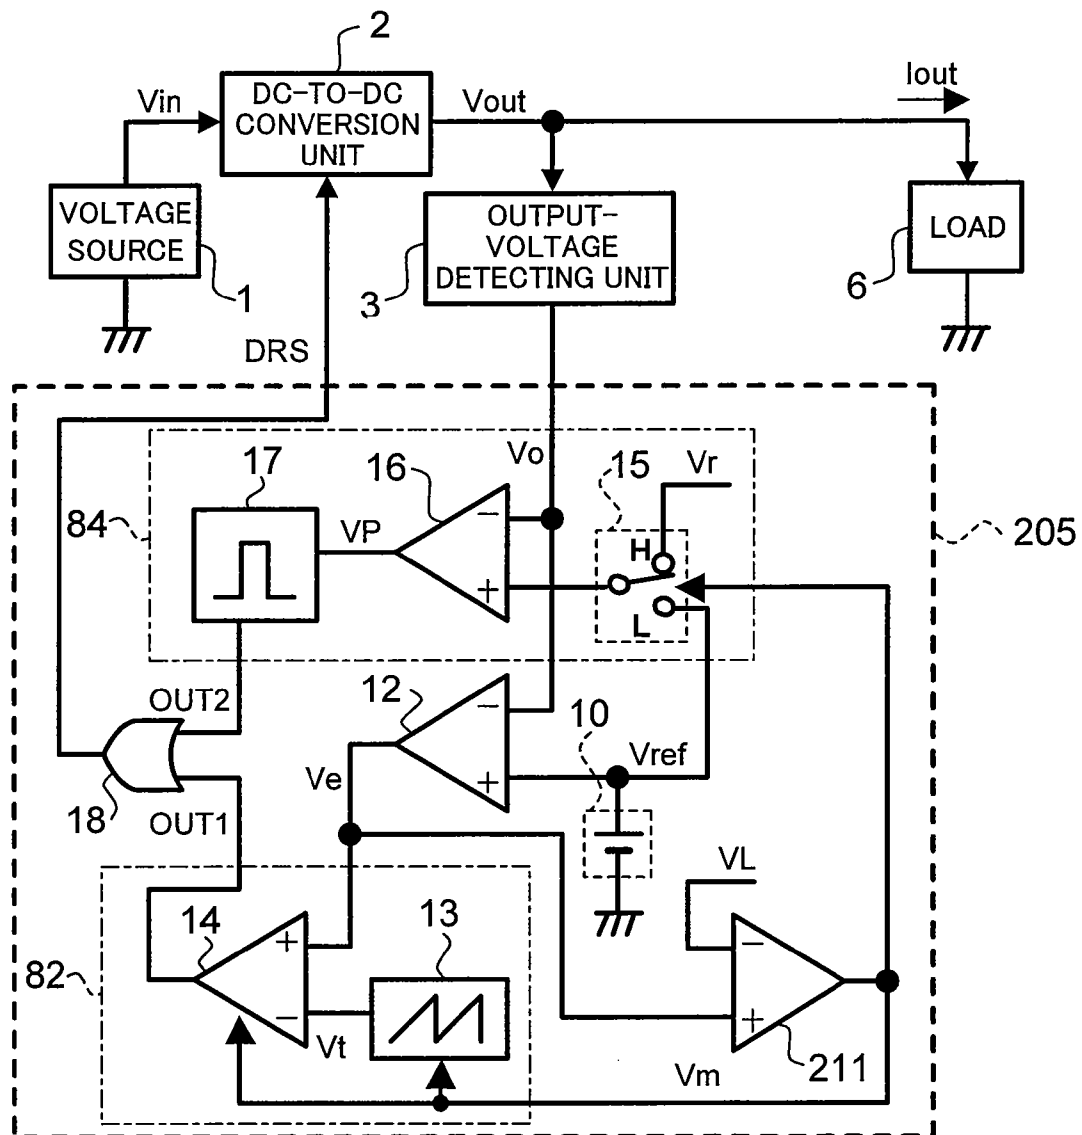 2
Iout
Vin
DC-TO-DC
CONVERSION
UNIT
Vout
VOLTAGE
SOURCE
OUTPUT-
VOLTAGE
DETECTING UNIT
LOAD
1
3
6
DRS
Vo
17
16
15
Vr
84
VP
H
L
−
+
205
12
10
OUT2
−
+
Vref
Ve
18
OUT1
VL
14
13
82
+
−
Vt
−
+
211
Vm